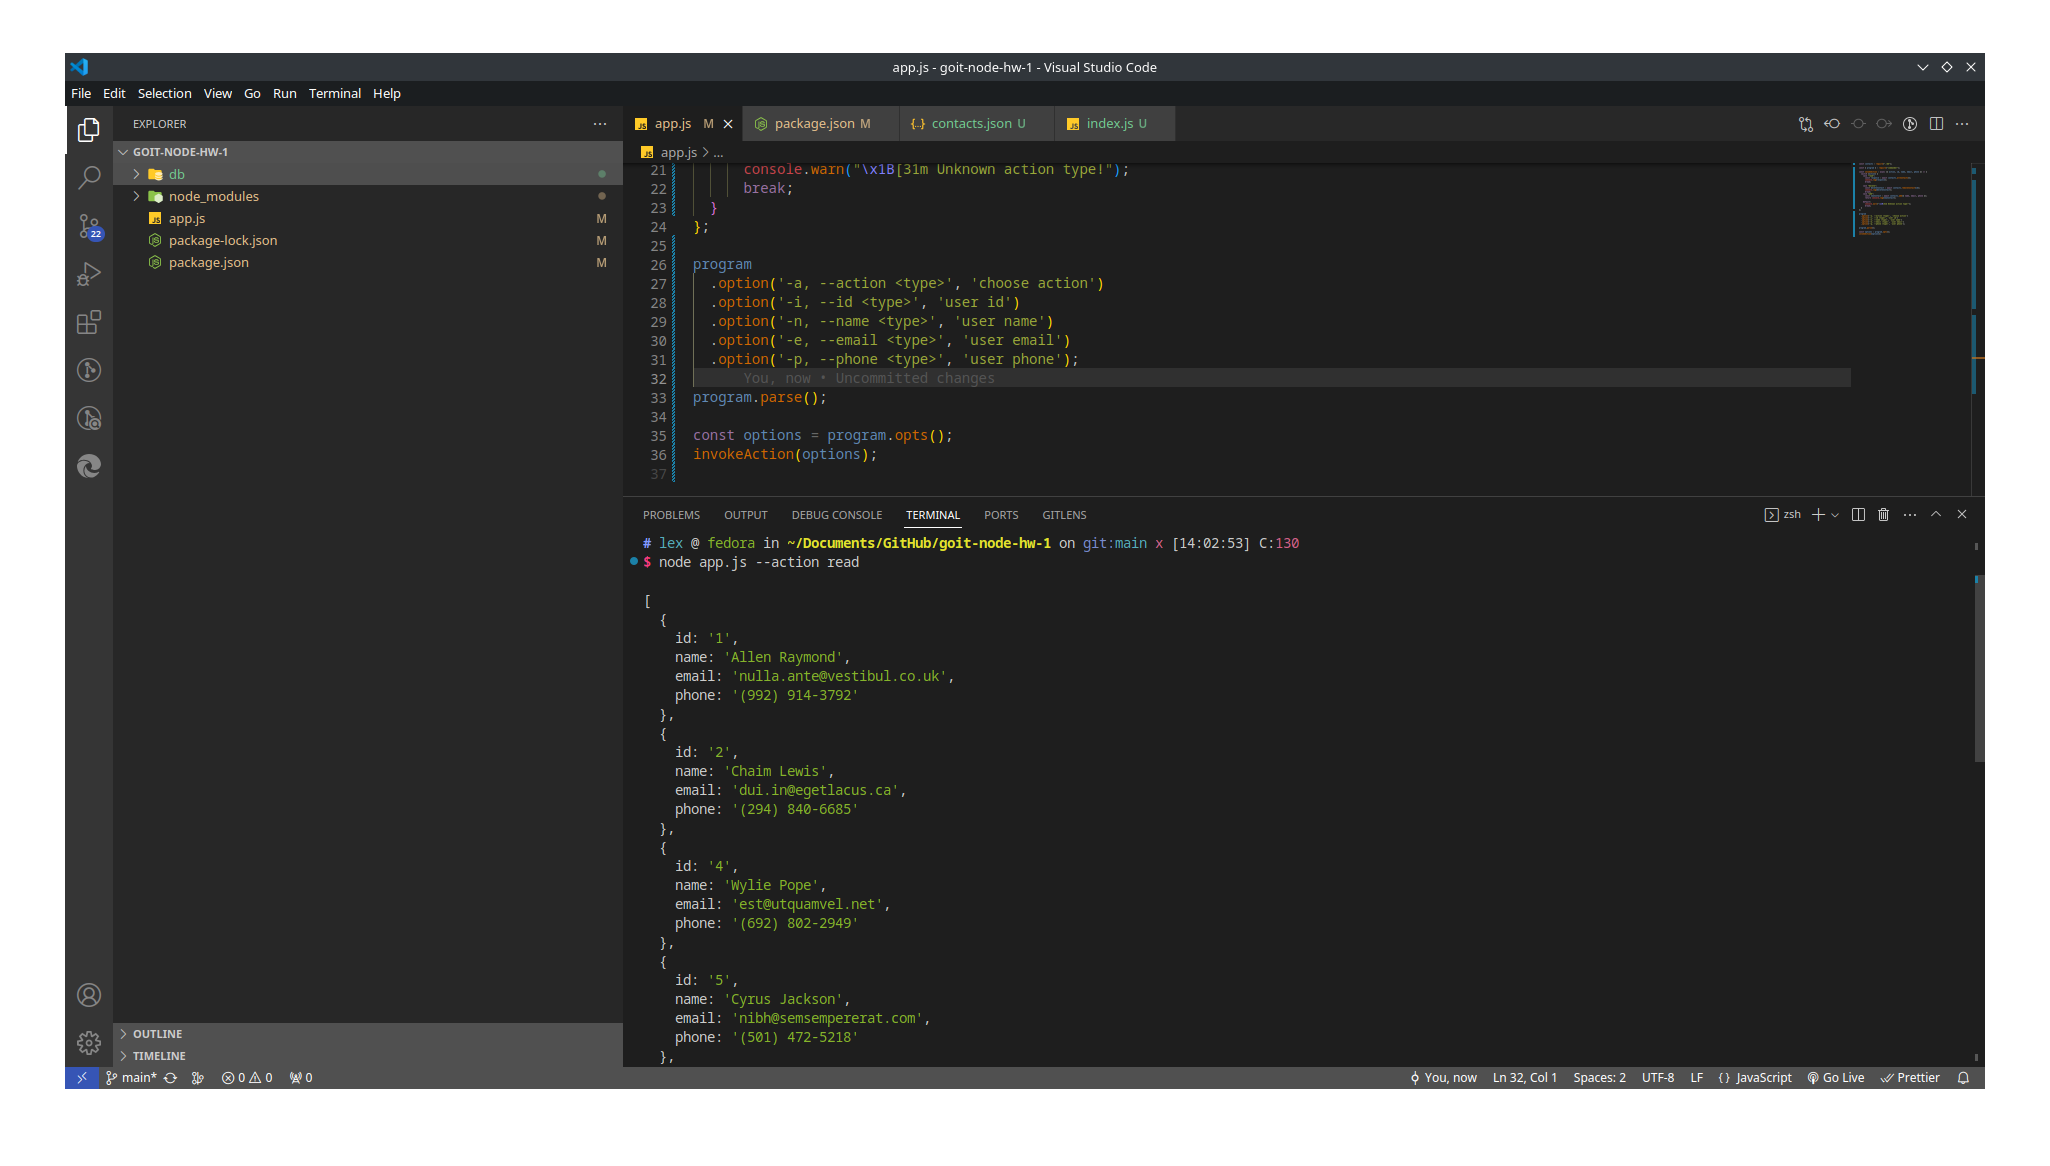 app.js - goit-node-hw-1 - Visual Studio Code
File Edit Selection View Go Run Terminal Help
EXPLORER
GOIT-NODE-HW-1
db
node_modules
app.js M
package-lock.json M
package.json M
22
OUTLINE
TIMELINE
app.js M package.json M contacts.json U index.js U
app.js > ...
21 console.warn("\x1B[31m Unknown action type!");
22 break;
23 }
24 };
25
26 program
27 .option('-a, --action <type>', 'choose action')
28 .option('-i, --id <type>', 'user id')
29 .option('-n, --name <type>', 'user name')
30 .option('-e, --email <type>', 'user email')
31 .option('-p, --phone <type>', 'user phone');
32 You, now • Uncommitted changes
33 program.parse();
34
35 const options = program.opts();
36 invokeAction(options);
37
PROBLEMS OUTPUT DEBUG CONSOLE TERMINAL PORTS GITLENS
zsh
# lex @ fedora in ~/Documents/GitHub/goit-node-hw-1 on git:main x [14:02:53] C:130
$ node app.js --action read
[
{
id: '1',
name: 'Allen Raymond',
email: 'nulla.ante@vestibul.co.uk',
phone: '(992) 914-3792'
},
{
id: '2',
name: 'Chaim Lewis',
email: 'dui.in@egetlacus.ca',
phone: '(294) 840-6685'
},
{
id: '4',
name: 'Wylie Pope',
email: 'est@utquamvel.net',
phone: '(692) 802-2949'
},
{
id: '5',
name: 'Cyrus Jackson',
email: 'nibh@semsempererat.com',
phone: '(501) 472-5218'
},
main* 0 0 0
You, now Ln 32, Col 1 Spaces: 2 UTF-8 LF {} JavaScript Go Live Prettier